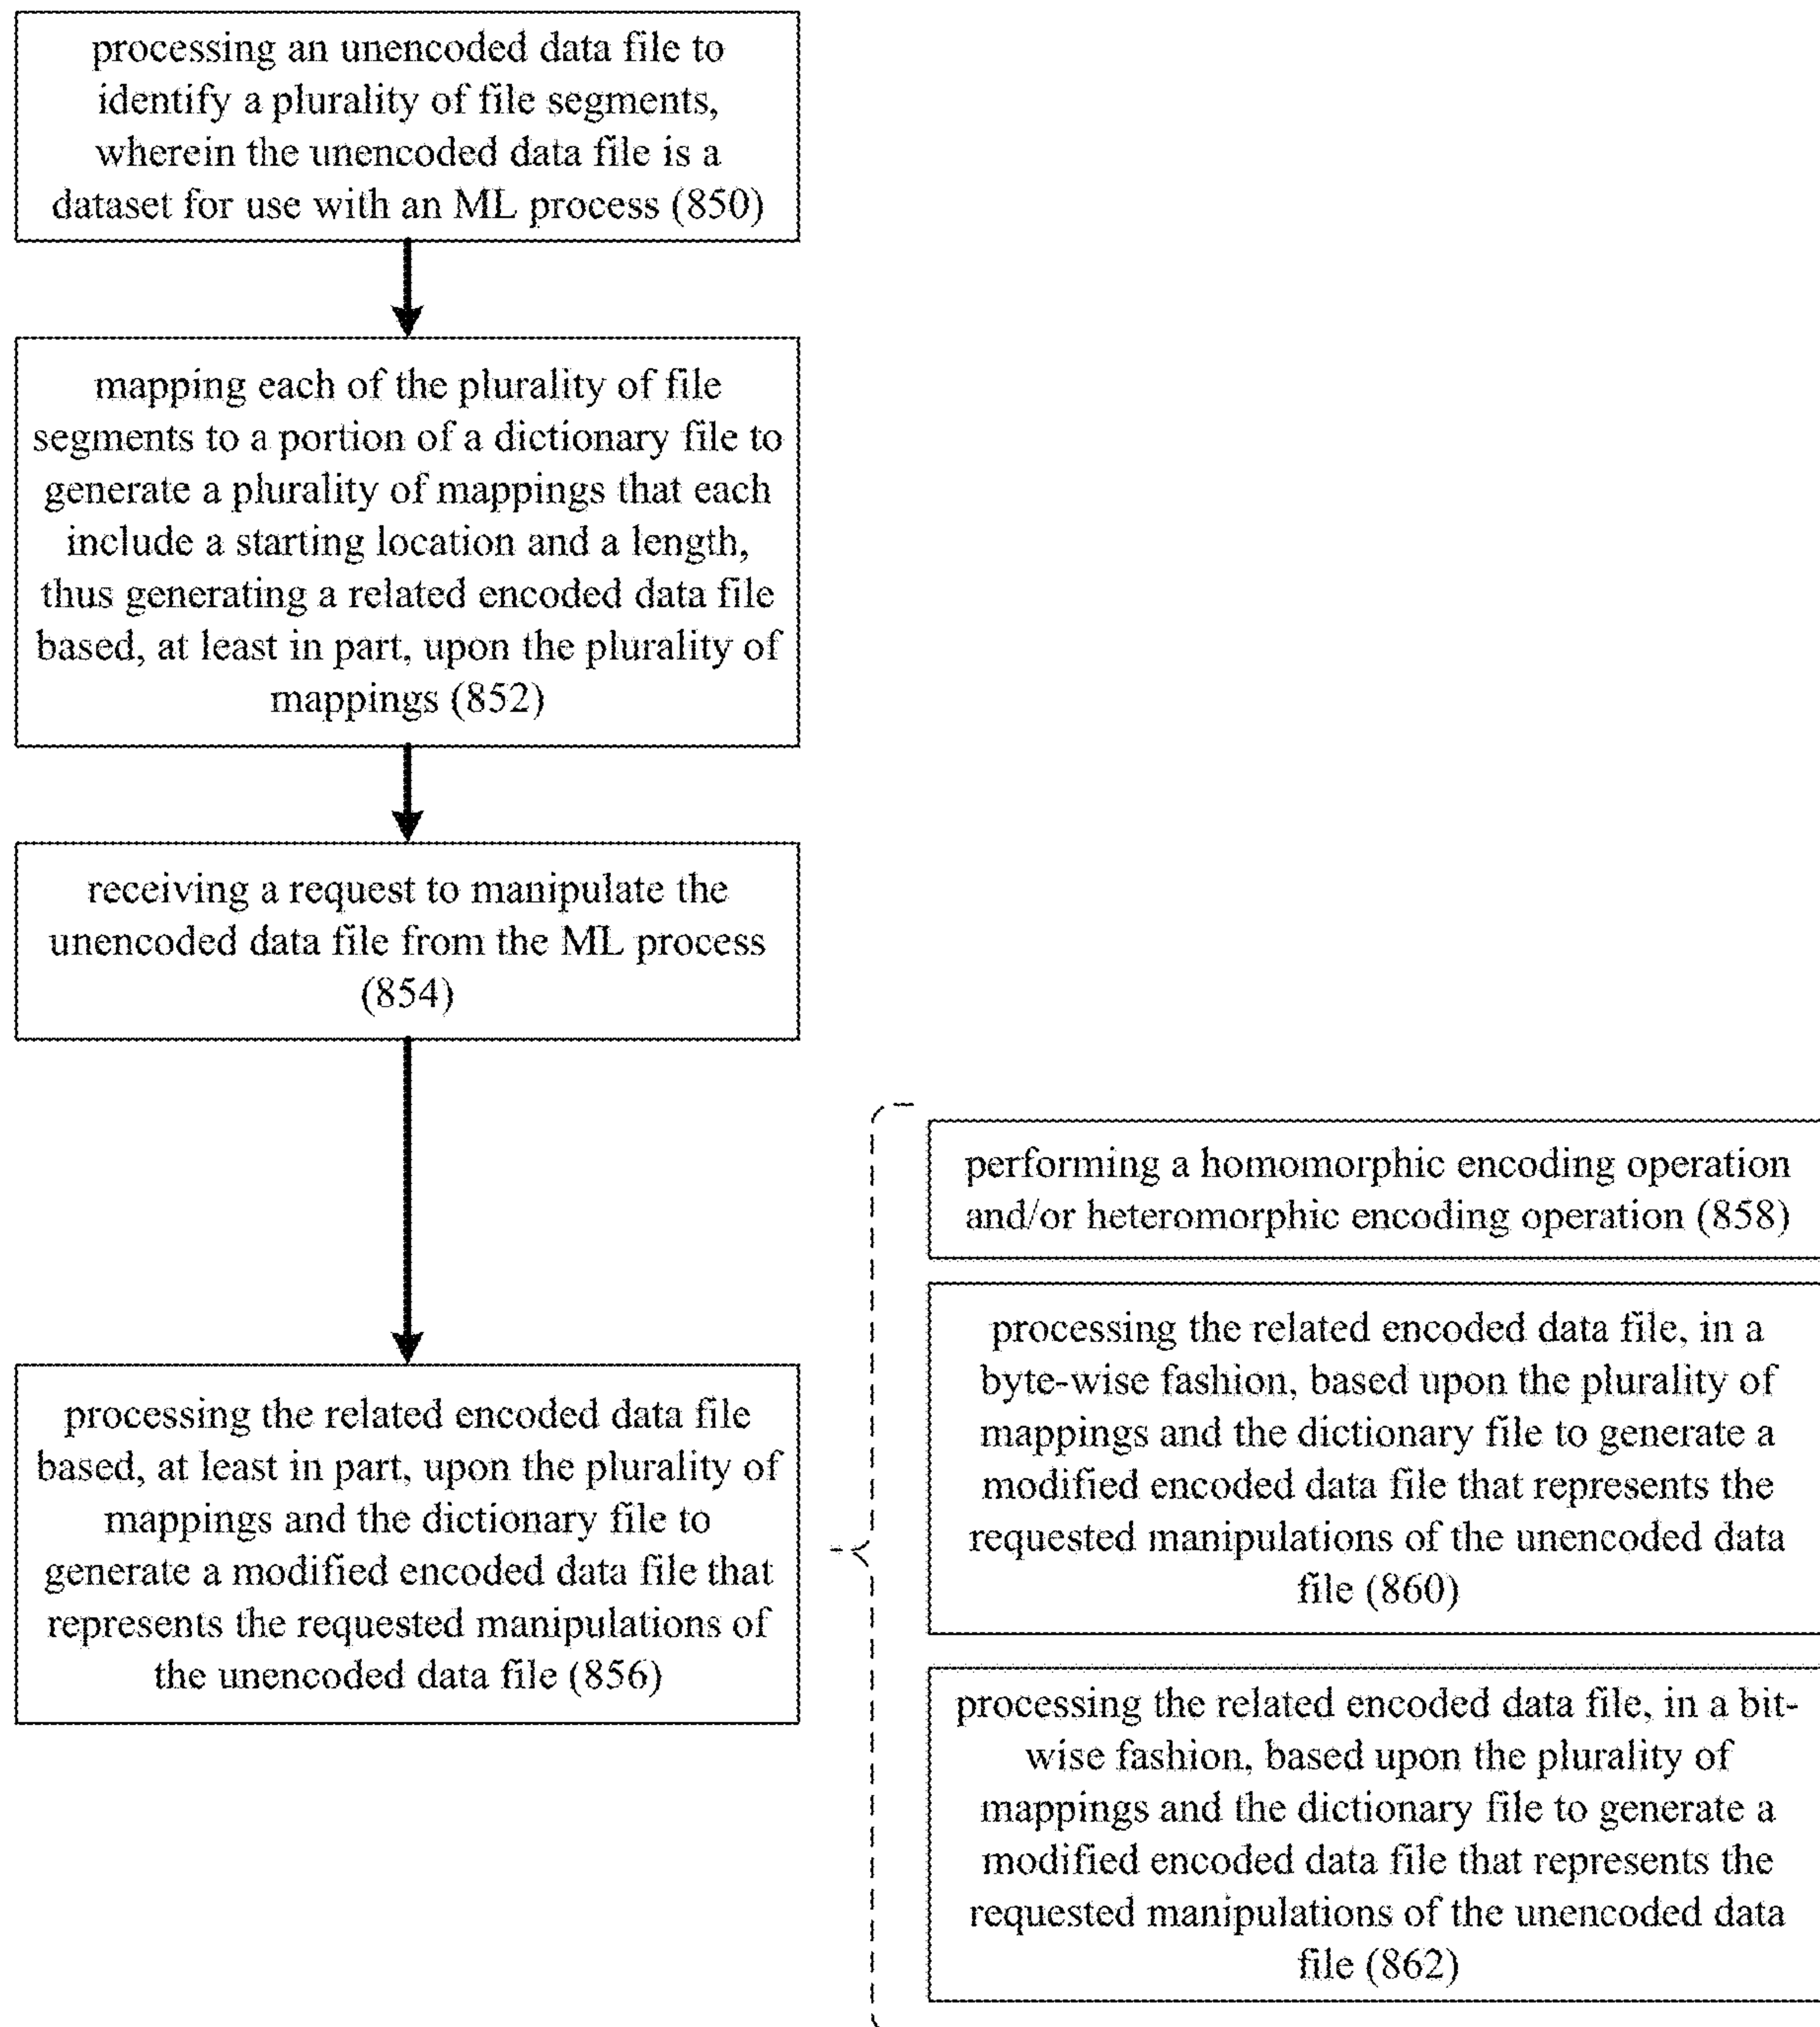 processing an unencoded data file to
identify a plurality of file segments,
wherein the unencoded data file is a
dataset for use with an ML process (850)
mapping each of the plurality of file
segments to a portion of a dictionary file to
generate a plurality of mappings that each
include a starting location and a length,
thus generating a related encoded data file
based, at least in part, upon the plurality of
mappings (852)
receiving a request to manipulate the
unencoded data file from the ML process
(854)
processing the related encoded data file
based, at least in part, upon the plurality of
mappings and the dictionary file to
generate a modified encoded data file that
represents the requested manipulations of
the unencoded data file (856)
performing a homomorphic encoding operation
and/or heteromorphic encoding operation (858)
processing the related encoded data file, in a
byte-wise fashion, based upon the plurality of
mappings and the dictionary file to generate a
modified encoded data file that represents the
requested manipulations of the unencoded data
file (860)
processing the related encoded data file, in a bit-
wise fashion, based upon the plurality of
mappings and the dictionary file to generate a
modified encoded data file that represents the
requested manipulations of the unencoded data
file (862)